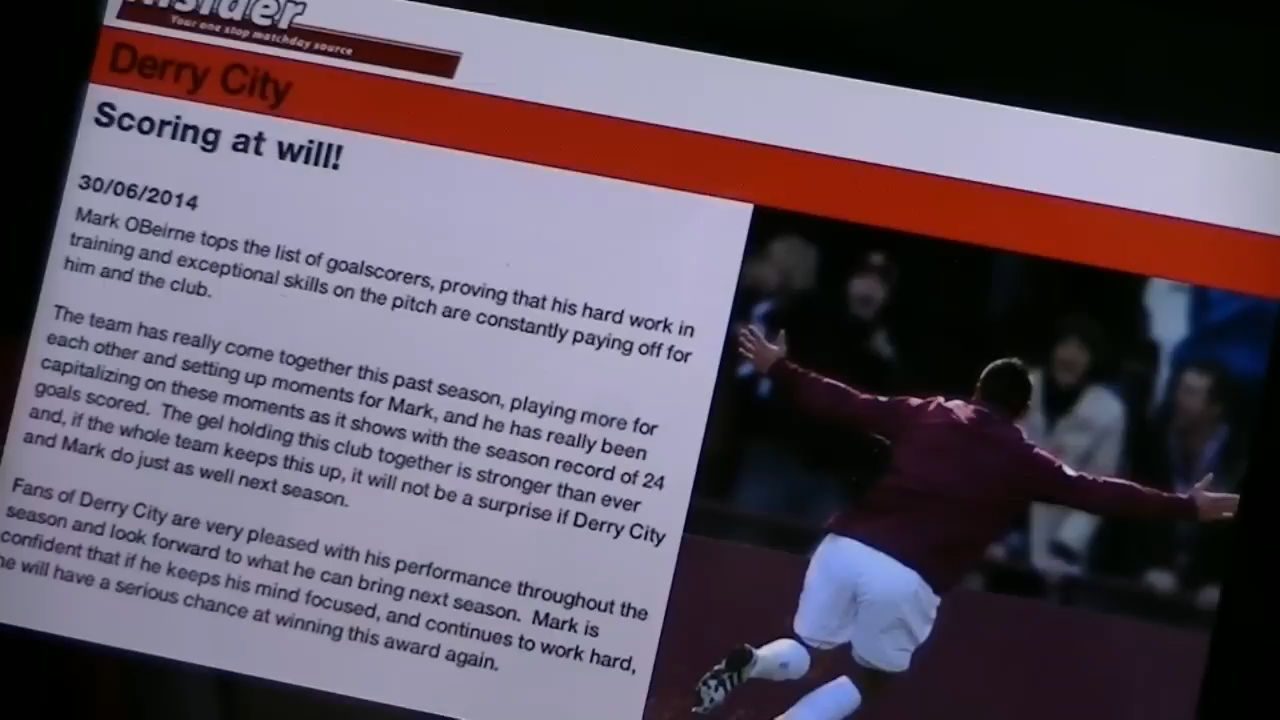 Insider
Your one stop matchday source
Derry City
Scoring at will!
30/06/2014
Mark OBeirne tops the list of goalscorers, proving that his hard work in
training and exceptional skills on the pitch are constantly paying off for
him and the club.
The team has really come together this past season, playing more for
each other and setting up moments for Mark, and he has really been
capitalizing on these moments as it shows with the season record of 24
goals scored. The gel holding this club together is stronger than ever
and, if the whole team keeps this up, it will not be a surprise if Derry City
and Mark do just as well next season.
Fans of Derry City are very pleased with his performance throughout the
season and look forward to what he can bring next season. Mark is
confident that if he keeps his mind focused, and continues to work hard,
he will have a serious chance at winning this award again.